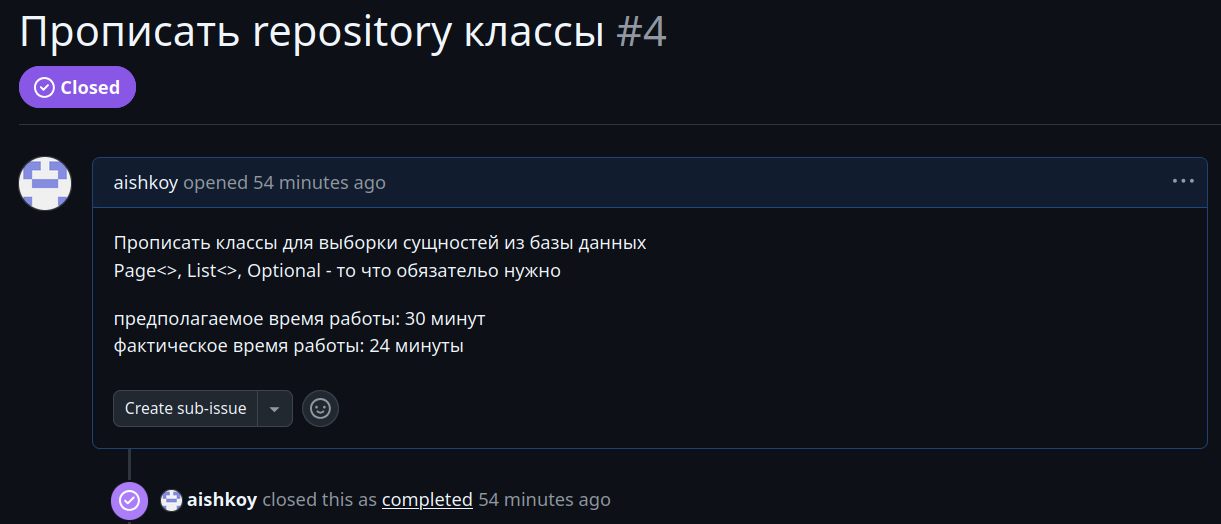 Прописать repository классы #4
Closed
aishkoy opened 54 minutes ago
Прописать классы для выборки сущностей из базы данных
Page<>, List<>, Optional - то что обязательо нужно
предполагаемое время работы: 30 минут
фактическое время работы: 24 минуты
Create sub-issue
aishkoy closed this as completed 54 minutes ago